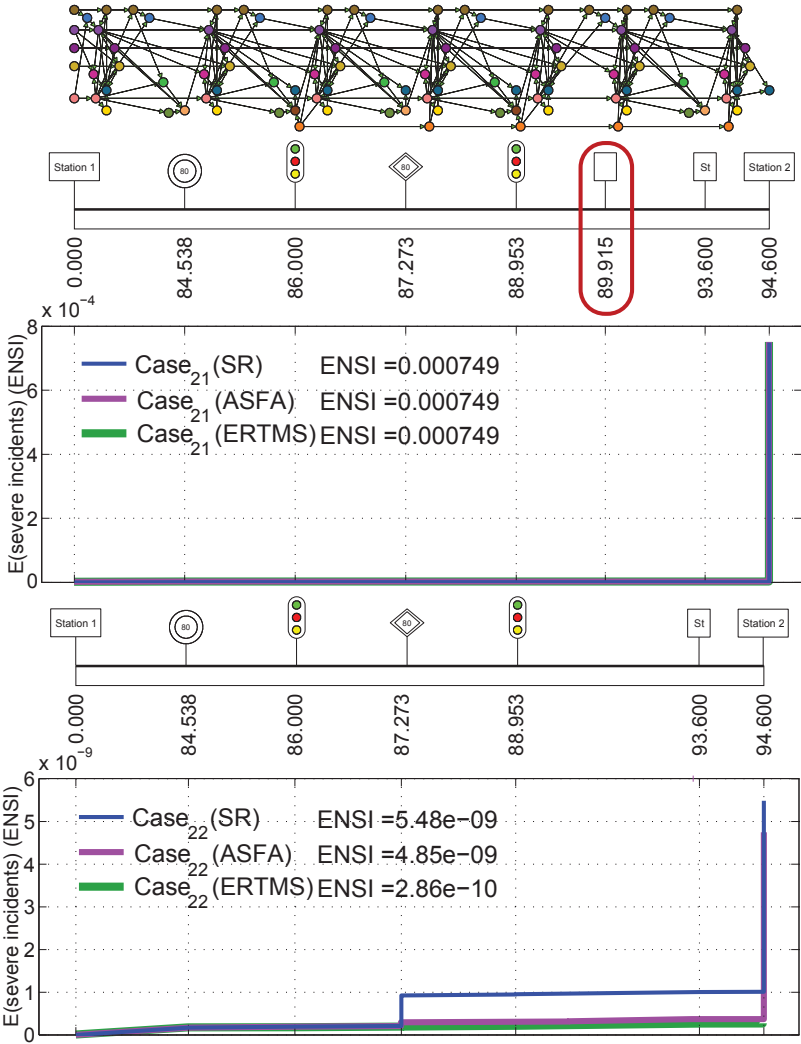 Station 1
80
80
St
Station 2
0.000
84.538
86.000
87.273
88.953
89.915
93.600
94.600
x 10⁻⁴
E(severe incidents) (ENSI)
8
6
4
2
0
Case₂₁(SR) ENSI =0.000749
Case₂₁(ASFA) ENSI =0.000749
Case₂₁(ERTMS) ENSI =0.000749
Station 1
80
80
St
Station 2
0.000
84.538
86.000
87.273
88.953
93.600
94.600
x 10⁻⁹
E(severe incidents) (ENSI)
6
5
4
3
2
1
0
Case₂₂(SR) ENSI =5.48e−09
Case₂₂(ASFA) ENSI =4.85e−09
Case₂₂(ERTMS) ENSI =2.86e−10